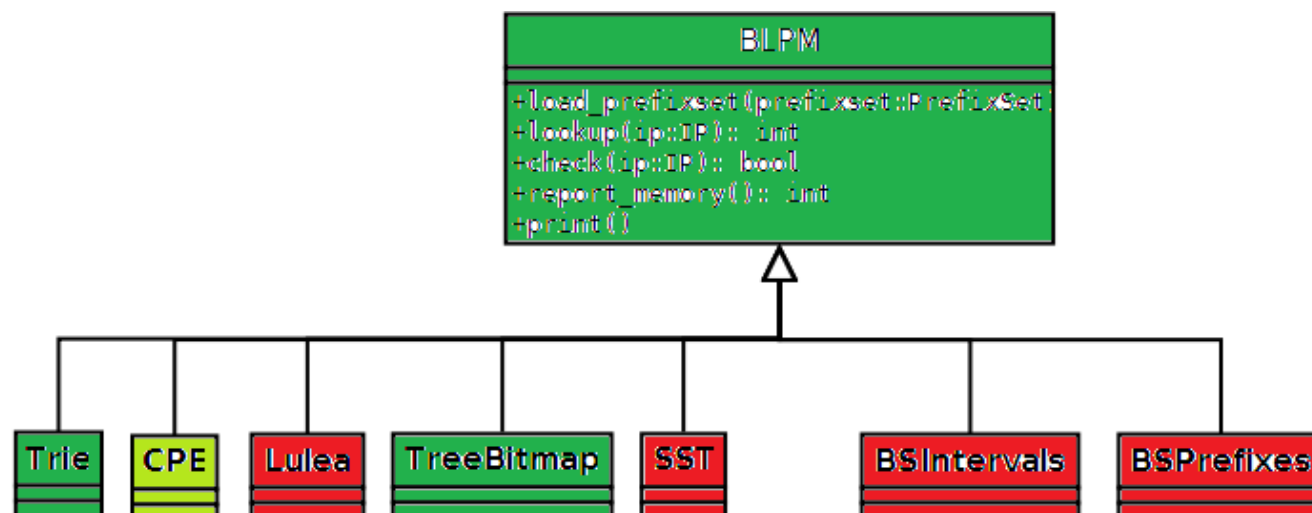 BLPM
+load_prefixset(prefixset::PrefixSet)
+lookup(ip::IP): int
+check(ip::IP): bool
+report_memory(): int
+print()
Trie CPE Lulea TreeBitmap SST BSIntervals BSPrefixes